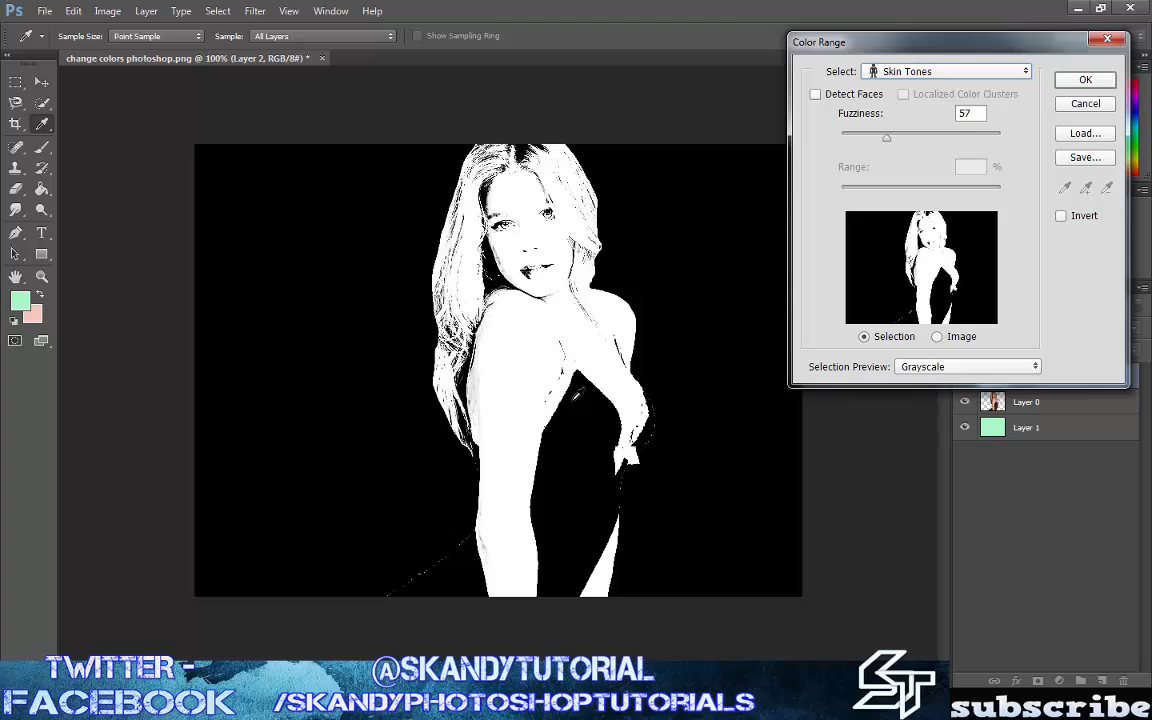 Ps File Edit Image Layer Type Select Filter View Window Help
Sample Size: Point Sample Sample: All Layers Show Sampling Ring
change colors photoshop.png @ 100% (Layer 2, RGB/8#) * ×
Color Range
Select: Skin Tones
OK
Detect Faces Localized Color Clusters
Cancel
Fuzziness: 57
Load...
Save...
Range: %
Invert
Selection Image
Selection Preview: Grayscale
Layer 0
Layer 1
TWITTER - @SKANDYTUTORIAL
FACEBOOK /SKANDYPHOTOSHOPTUTORIALS
ST
subscribe